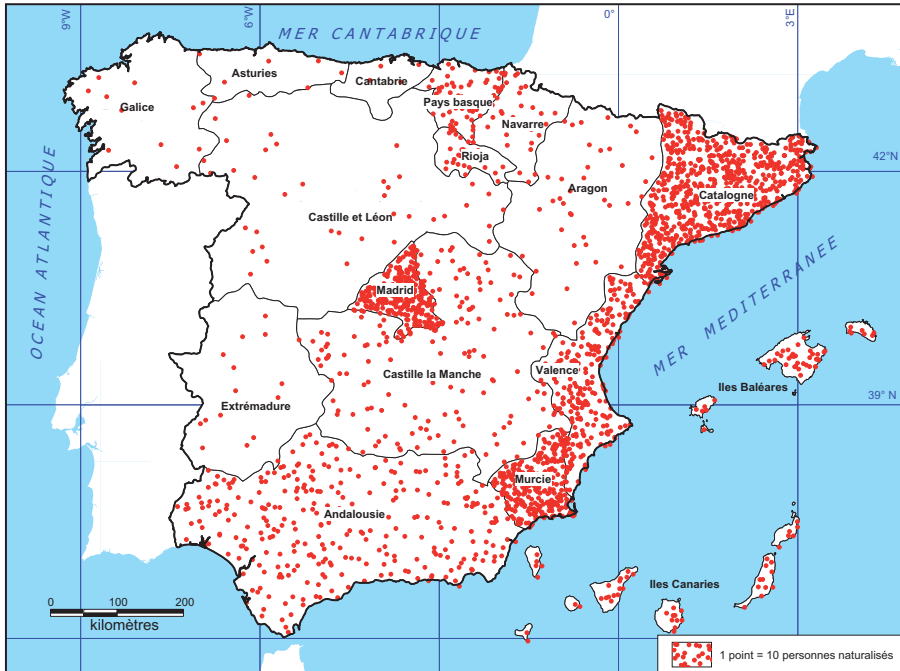 9°W
6°W
0°
3°E
MER CANTABRIQUE
Asturies
Cantabrie
Galice
Pays basque
Navarre
Rioja
42°N
Aragon
Catalogne
Castille et Léon
OCEAN ATLANTIQUE
Madrid
MER MEDITERRANEE
Castille la Manche
Valence
Iles Baléares
Extrémadure
39° N
Murcie
Andalousie
Iles Canaries
0 100 200
kilomètres
1 point = 10 personnes naturalisés